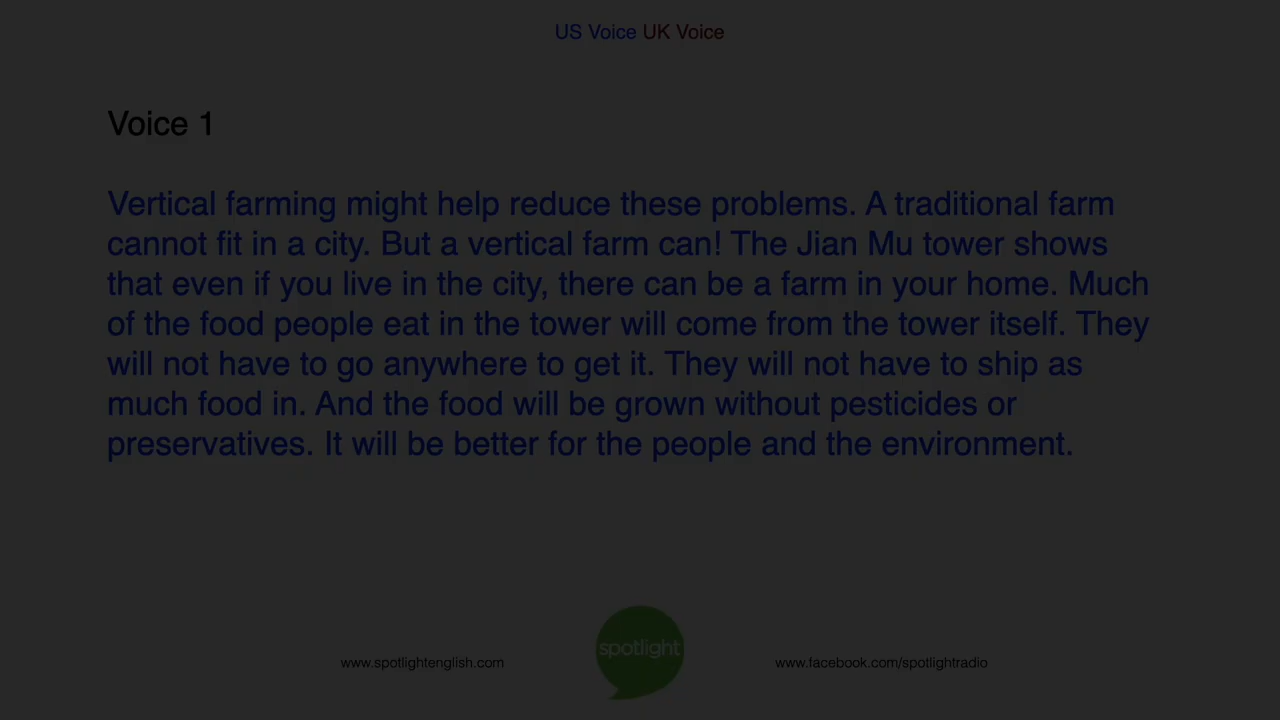 US Voice UK Voice
Voice 1
Vertical farming might help reduce these problems. A traditional farm
cannot fit in a city. But a vertical farm can! The Jian Mu tower shows
that even if you live in the city, there can be a farm in your home. Much
of the food people eat in the tower will come from the tower itself. They
will not have to go anywhere to get it. They will not have to ship as
much food in. And the food will be grown without pesticides or
preservatives. It will be better for the people and the environment.
spotlight
www.spotlightenglish.com
www.facebook.com/spotlightradio